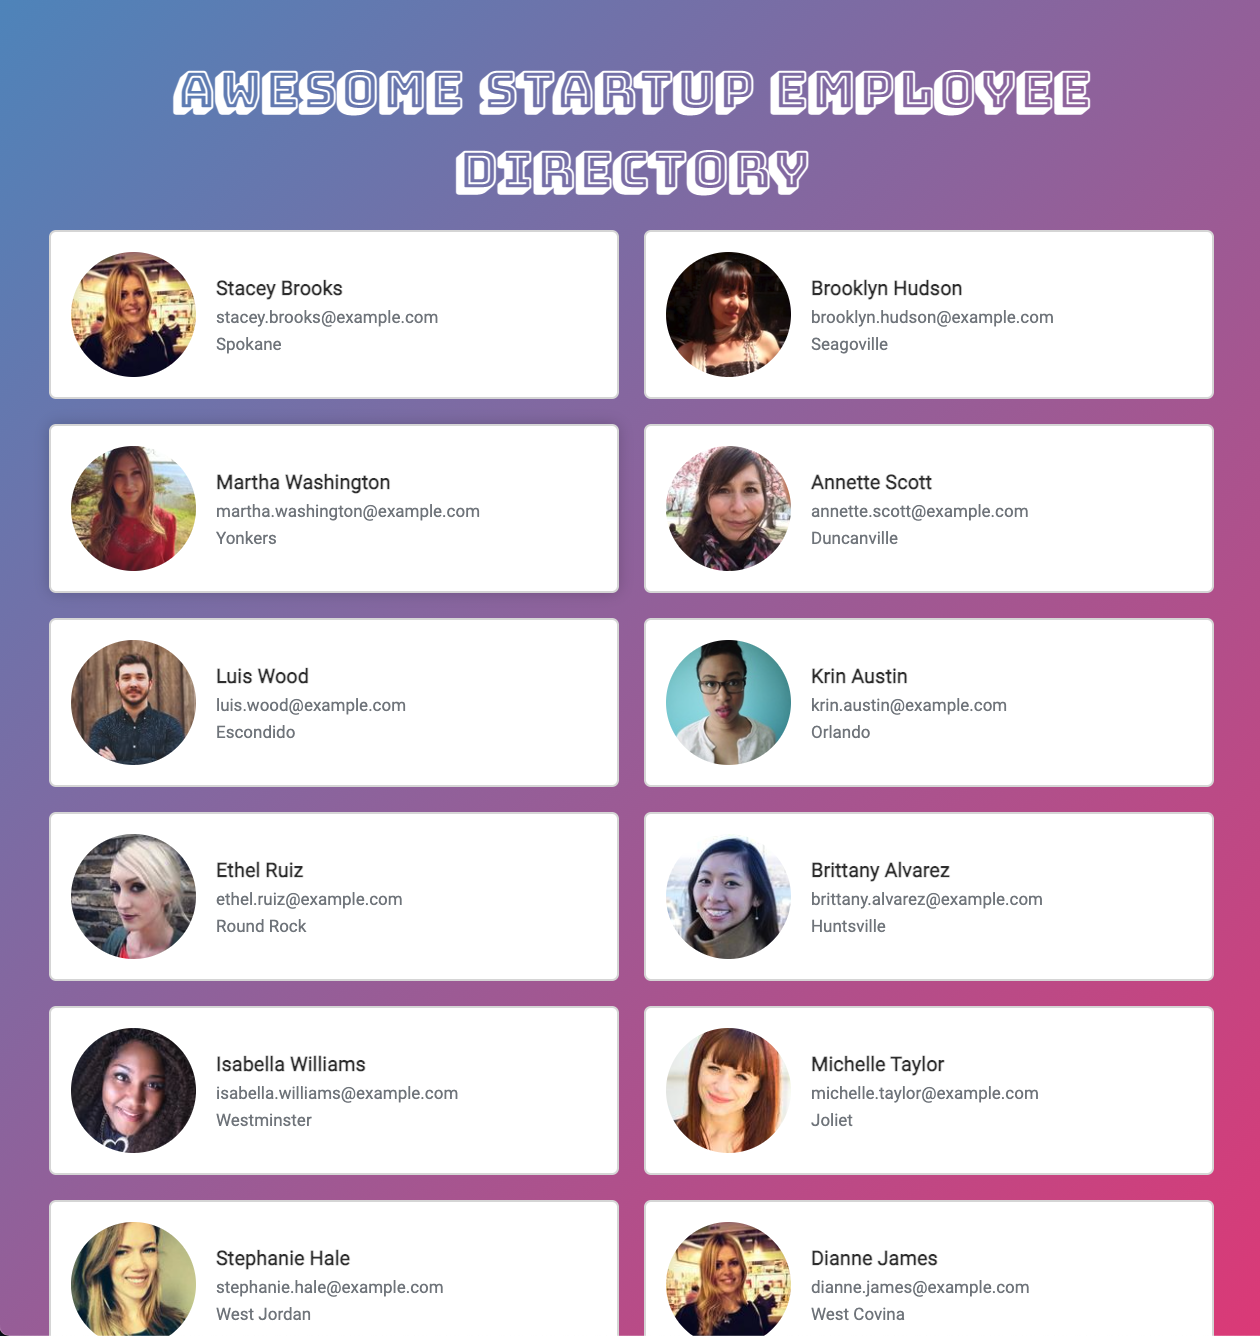 AWESOME STARTUP EMPLOYEE
DIRECTORY
Stacey Brooks
stacey.brooks@example.com
Spokane
Brooklyn Hudson
brooklyn.hudson@example.com
Seagoville
Martha Washington
martha.washington@example.com
Yonkers
Annette Scott
annette.scott@example.com
Duncanville
Luis Wood
luis.wood@example.com
Escondido
Krin Austin
krin.austin@example.com
Orlando
Ethel Ruiz
ethel.ruiz@example.com
Round Rock
Brittany Alvarez
brittany.alvarez@example.com
Huntsville
Isabella Williams
isabella.williams@example.com
Westminster
Michelle Taylor
michelle.taylor@example.com
Joliet
Stephanie Hale
stephanie.hale@example.com
West Jordan
Dianne James
dianne.james@example.com
West Covina